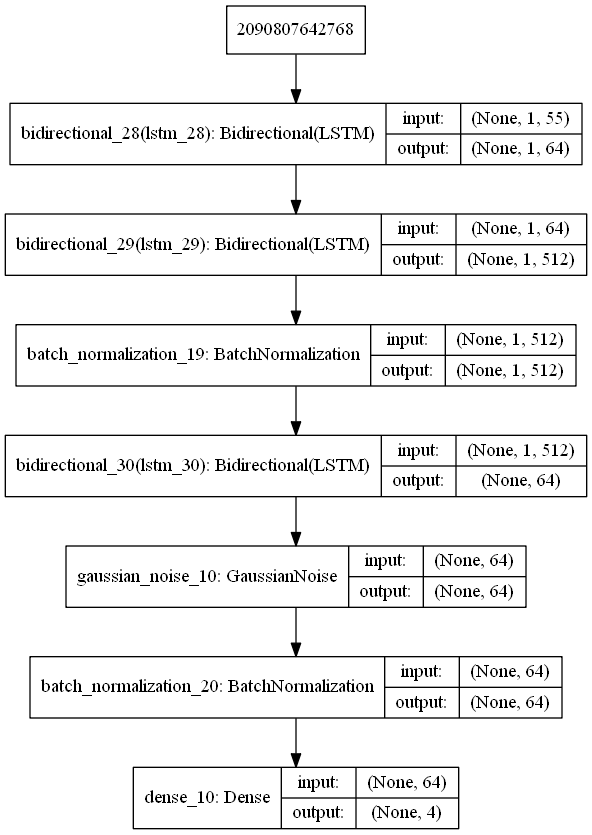 2090807642768
bidirectional_28(lstm_28): Bidirectional(LSTM)
input: (None, 1, 55)
output: (None, 1, 64)
bidirectional_29(lstm_29): Bidirectional(LSTM)
input: (None, 1, 64)
output: (None, 1, 512)
batch_normalization_19: BatchNormalization
input: (None, 1, 512)
output: (None, 1, 512)
bidirectional_30(lstm_30): Bidirectional(LSTM)
input: (None, 1, 512)
output: (None, 64)
gaussian_noise_10: GaussianNoise
input: (None, 64)
output: (None, 64)
batch_normalization_20: BatchNormalization
input: (None, 64)
output: (None, 64)
dense_10: Dense
input: (None, 64)
output: (None, 4)